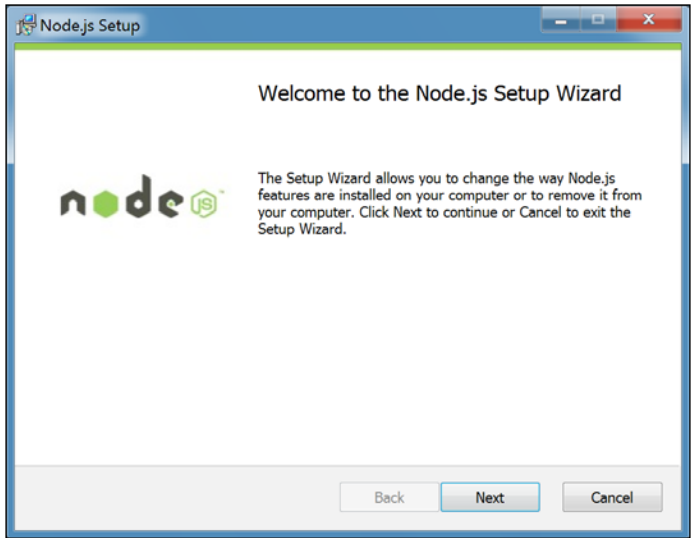 Node.js Setup
Welcome to the Node.js Setup Wizard
The Setup Wizard allows you to change the way Node.js
features are installed on your computer or to remove it from
your computer. Click Next to continue or Cancel to exit the
Setup Wizard.
node JS™
Back
Next
Cancel